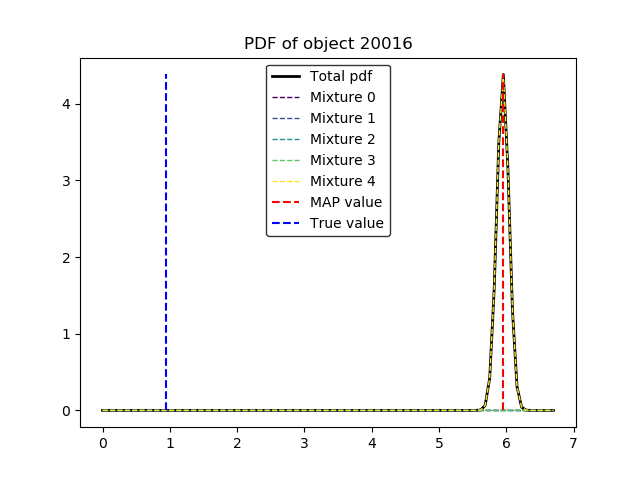 PDF of object 20016
Total pdf
Mixture 0
Mixture 1
Mixture 2
Mixture 3
Mixture 4
MAP value
True value
4
3
2
1
0
0 1 2 3 4 5 6 7